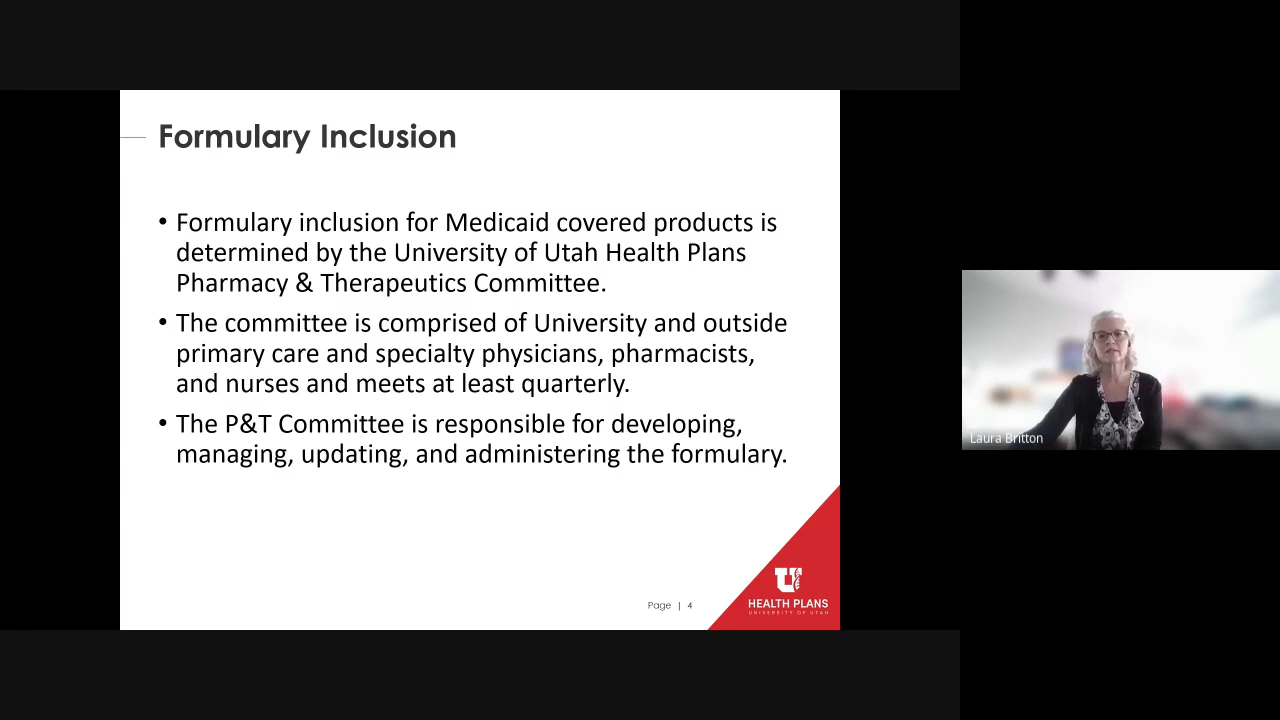 Formulary Inclusion
• Formulary inclusion for Medicaid covered products is
determined by the University of Utah Health Plans
Pharmacy & Therapeutics Committee.
• The committee is comprised of University and outside
primary care and specialty physicians, pharmacists,
and nurses and meets at least quarterly.
• The P&T Committee is responsible for developing,
managing, updating, and administering the formulary.
Page | 4
U
HEALTH PLANS
UNIVERSITY OF UTAH
Laura Britton